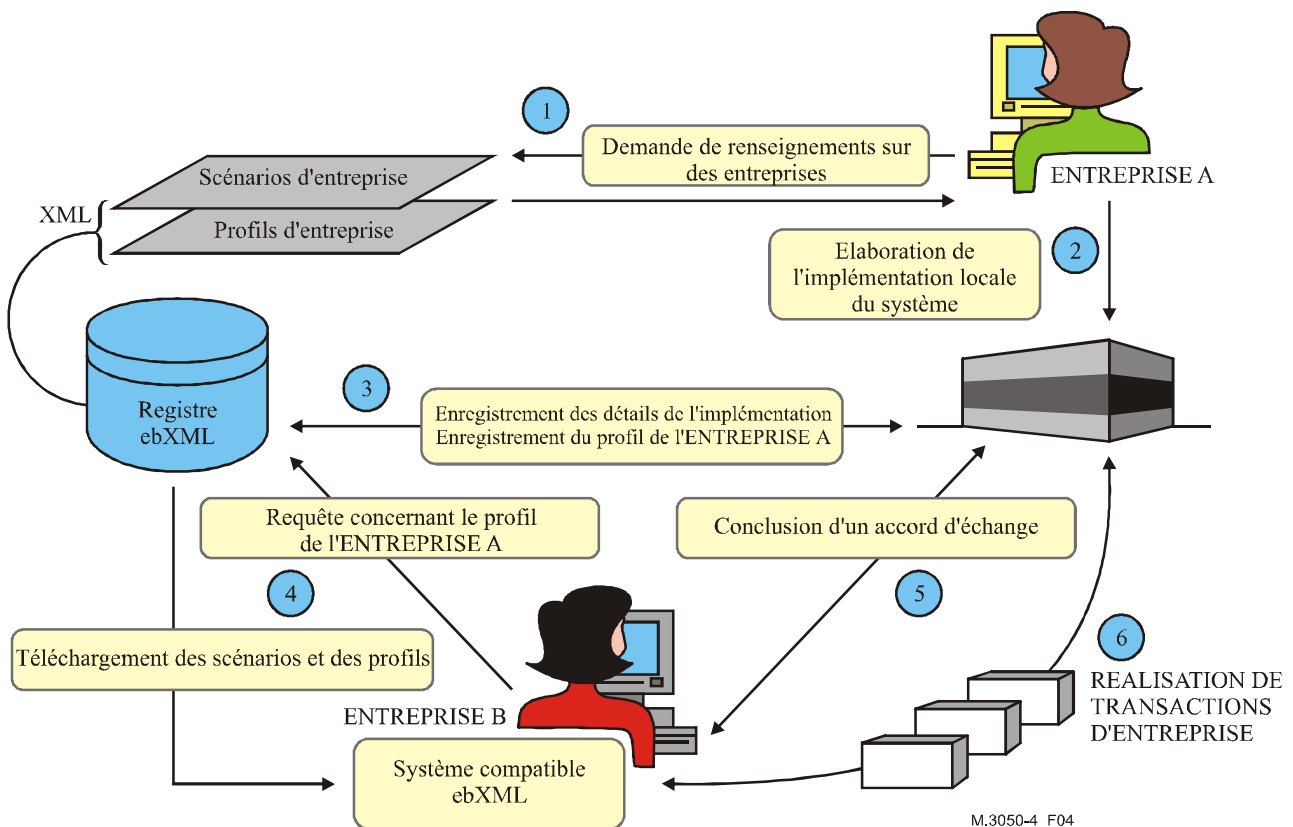 1
Demande de renseignements sur
des entreprises
ENTREPRISE A
Scénarios d'entreprise
XML
Profils d'entreprise
2
Elaboration de
l'implémentation locale
du système
3
Enregistrement des détails de l'implémentation
Enregistrement du profil de l'ENTREPRISE A
Registre
ebXML
Requête concernant le profil
de l'ENTREPRISE A
Conclusion d'un accord d'échange
4
5
6
Téléchargement des scénarios et des profils
REALISATION DE
TRANSACTIONS
D'ENTREPRISE
ENTREPRISE B
Système compatible
ebXML
M.3050-4_F04